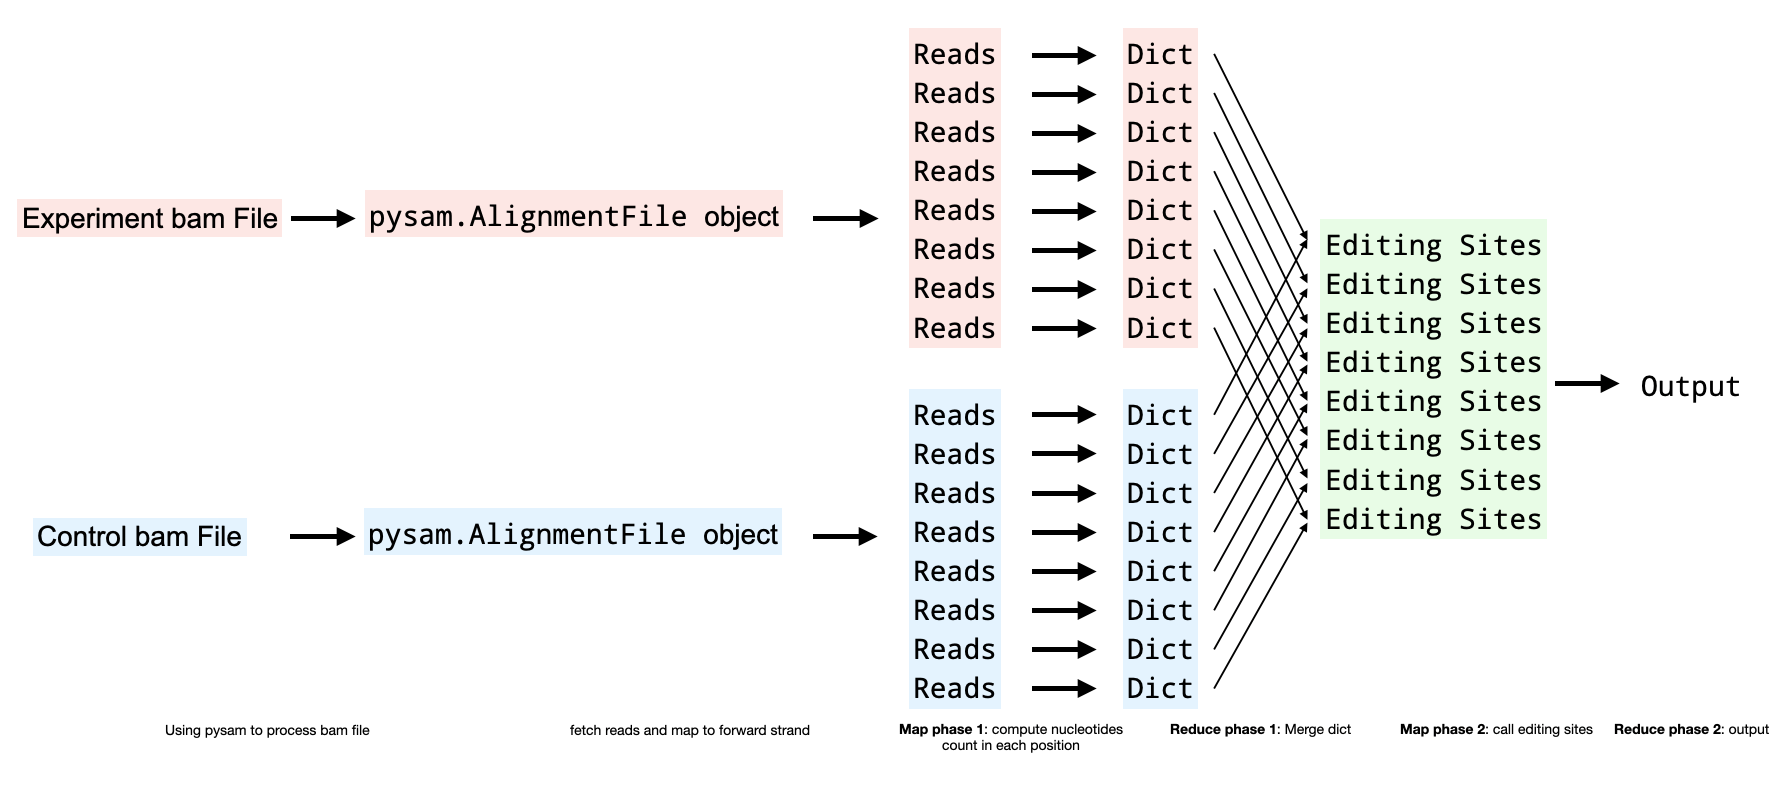 Experiment bam File
pysam.AlignmentFile object
Reads
Reads
Reads
Reads
Reads
Reads
Reads
Reads
Dict
Dict
Dict
Dict
Dict
Dict
Dict
Dict
Control bam File
pysam.AlignmentFile object
Reads
Reads
Reads
Reads
Reads
Reads
Reads
Reads
Dict
Dict
Dict
Dict
Dict
Dict
Dict
Dict
Editing Sites
Editing Sites
Editing Sites
Editing Sites
Editing Sites
Editing Sites
Editing Sites
Editing Sites
Output
Using pysam to process bam file
fetch reads and map to forward strand
Map phase 1: compute nucleotides
count in each position
Reduce phase 1: Merge dict
Map phase 2: call editing sites
Reduce phase 2: output